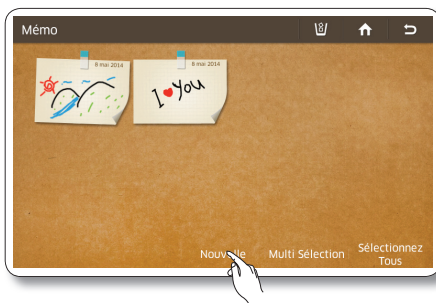 Mémo
8 mai 2014
8 mai 2014
I You
Nouvelle
Multi Sélection
Sélectionnez
Tous